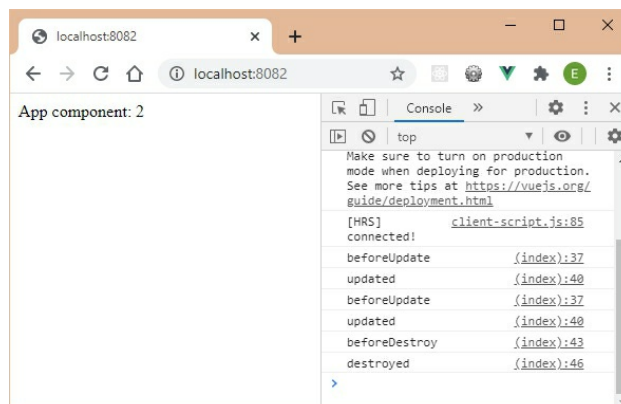 localhost:8082
localhost:8082
E
App component: 2
Console
top
Make sure to turn on production
mode when deploying for production.
See more tips at https://vuejs.org/
guide/deployment.html
[HRS] client-script.js:85
connected!
beforeUpdate (index):37
updated (index):40
beforeUpdate (index):37
updated (index):40
beforeDestroy (index):43
destroyed (index):46